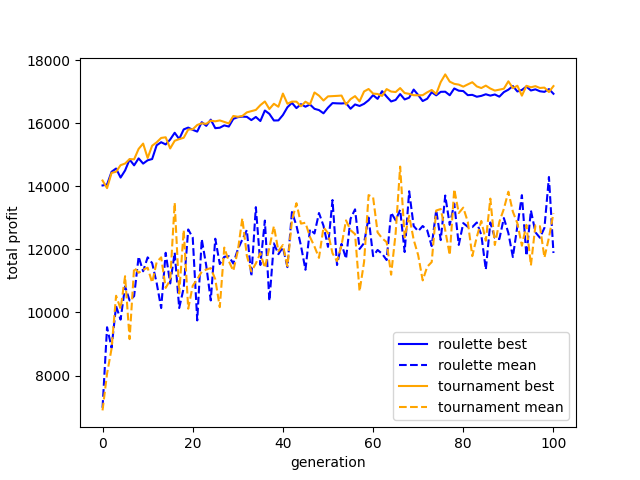 18000
16000
14000
12000
10000
8000
total profit
0
20
40
60
80
100
generation
roulette best
roulette mean
tournament best
tournament mean